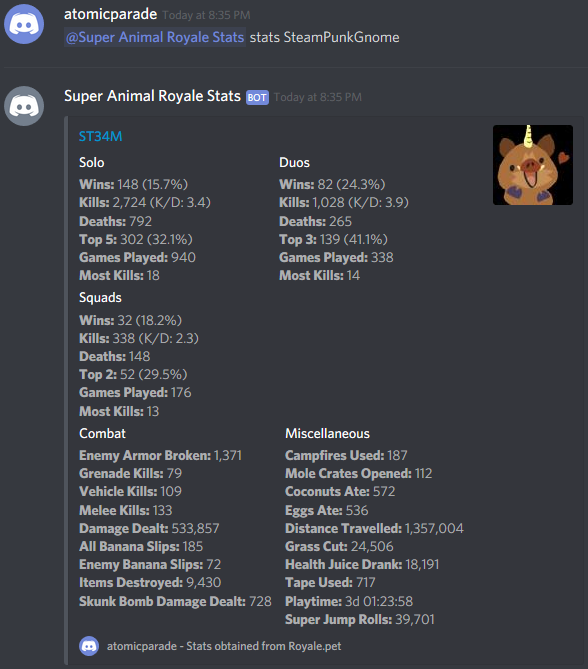 atomicparade Today at 8:35 PM
@Super Animal Royale Stats stats SteamPunkGnome
Super Animal Royale Stats BOT Today at 8:35 PM
ST34M
Solo
Wins: 148 (15.7%)
Kills: 2,724 (K/D: 3.4)
Deaths: 792
Top 5: 302 (32.1%)
Games Played: 940
Most Kills: 18
Duos
Wins: 82 (24.3%)
Kills: 1,028 (K/D: 3.9)
Deaths: 265
Top 3: 139 (41.1%)
Games Played: 338
Most Kills: 14
Squads
Wins: 32 (18.2%)
Kills: 338 (K/D: 2.3)
Deaths: 148
Top 2: 52 (29.5%)
Games Played: 176
Most Kills: 13
Combat
Enemy Armor Broken: 1,371
Grenade Kills: 79
Vehicle Kills: 109
Melee Kills: 133
Damage Dealt: 533,857
All Banana Slips: 185
Enemy Banana Slips: 72
Items Destroyed: 9,430
Skunk Bomb Damage Dealt: 728
Miscellaneous
Campfires Used: 187
Mole Crates Opened: 112
Coconuts Ate: 572
Eggs Ate: 536
Distance Travelled: 1,357,004
Grass Cut: 24,506
Health Juice Drank: 18,191
Tape Used: 717
Playtime: 3d 01:23:58
Super Jump Rolls: 39,701
atomicparade - Stats obtained from Royale.pet